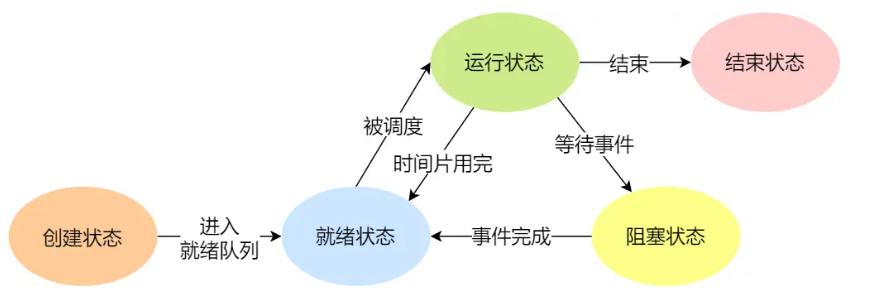 运行状态
结束
结束状态
被调度
时间片用完
等待事件
创建状态
进入
就绪队列
就绪状态
事件完成
阻塞状态